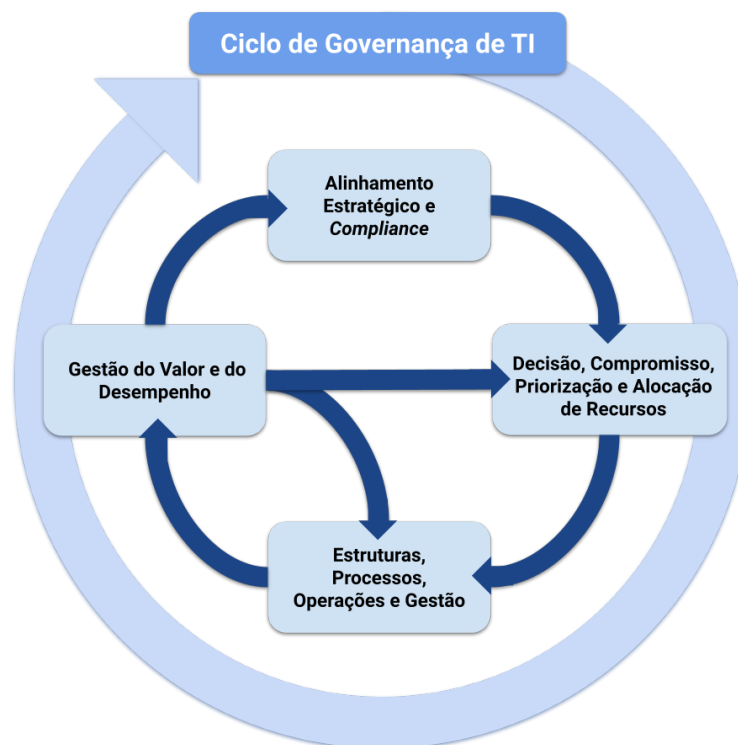 Ciclo de Governança de TI
Alinhamento
Estratégico e
Compliance
Gestão do Valor e do
Desempenho
Decisão, Compromisso,
Priorização e Alocação
de Recursos
Estruturas,
Processos,
Operações e Gestão